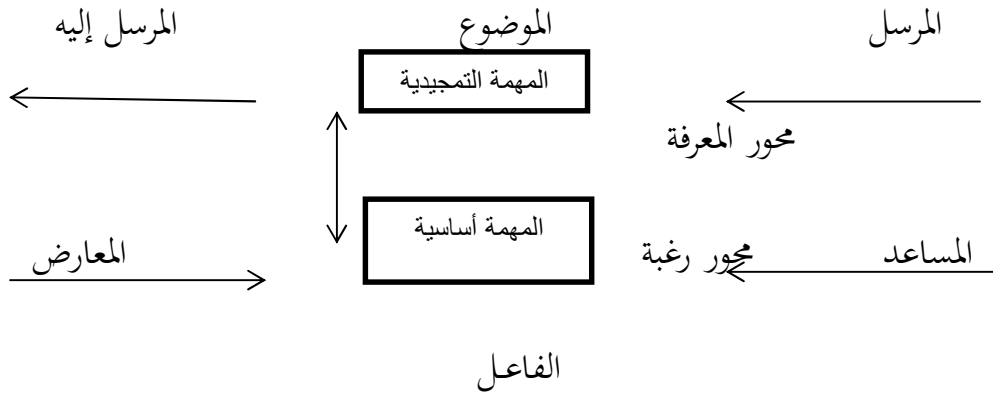 المرسل الموضوع المرسل إليه
المهمة التمجيدية
محور المعرفة
المهمة أساسية
المساعد محور رغبة المعارض
الفاعل